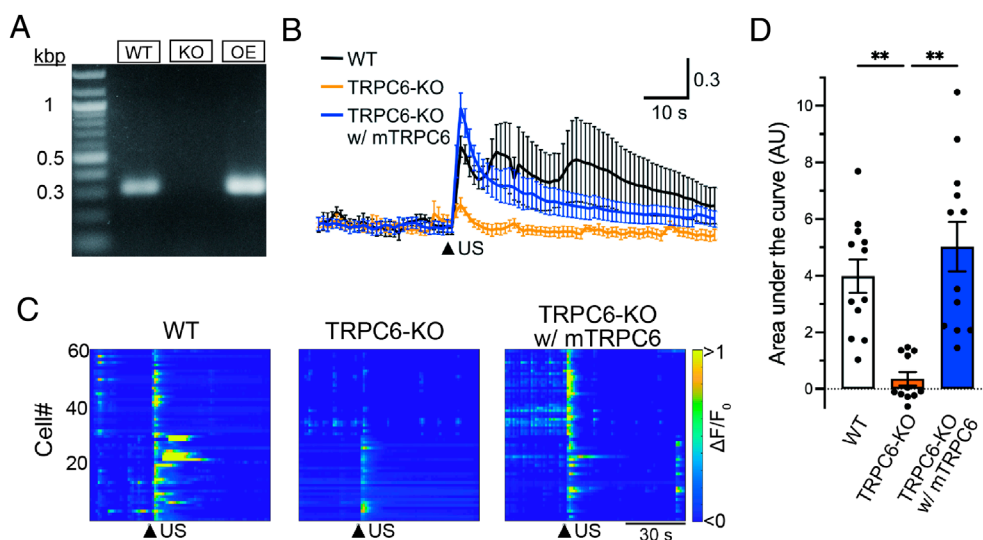 A
kbp
WT
KO
OE
1
0.5
0.3
B
WT
TRPC6-KO
TRPC6-KO
w/ mTRPC6
0.3
10 s
▲US
C
WT
TRPC6-KO
TRPC6-KO
w/ mTRPC6
Cell#
60
40
20
▲US
▲US
▲US
30 s
>1
ΔF/F0
<0
D
** **
Area under the curve (AU)
10
8
6
4
2
0
WT
TRPC6-KO
TRPC6-KO
w/ mTRPC6